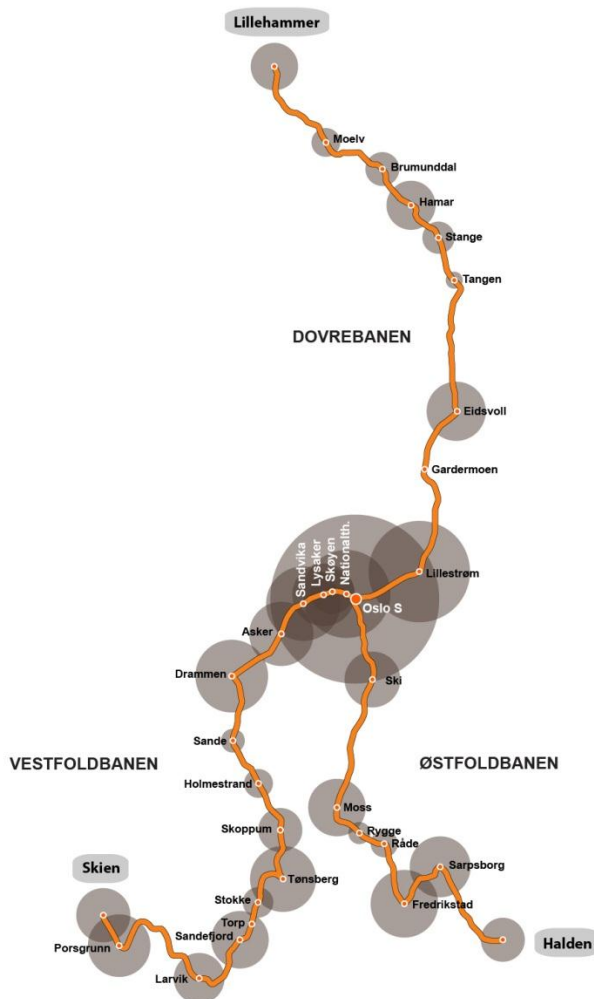 Lillehammer
Moelv
Brumunddal
Hamar
Stange
Tangen
DOVREBANEN
Eidsvoll
Gardermoen
Sandvika
Lysaker
Skøyen
Nationalth.
Lillestrøm
Oslo S
Asker
Drammen
Ski
Sande
VESTFOLDBANEN
ØSTFOLDBANEN
Holmestrand
Moss
Skoppum
Rygge
Råde
Sarpsborg
Skien
Tønsberg
Stokke
Fredrikstad
Torp
Sandefjord
Halden
Porsgrunn
Larvik